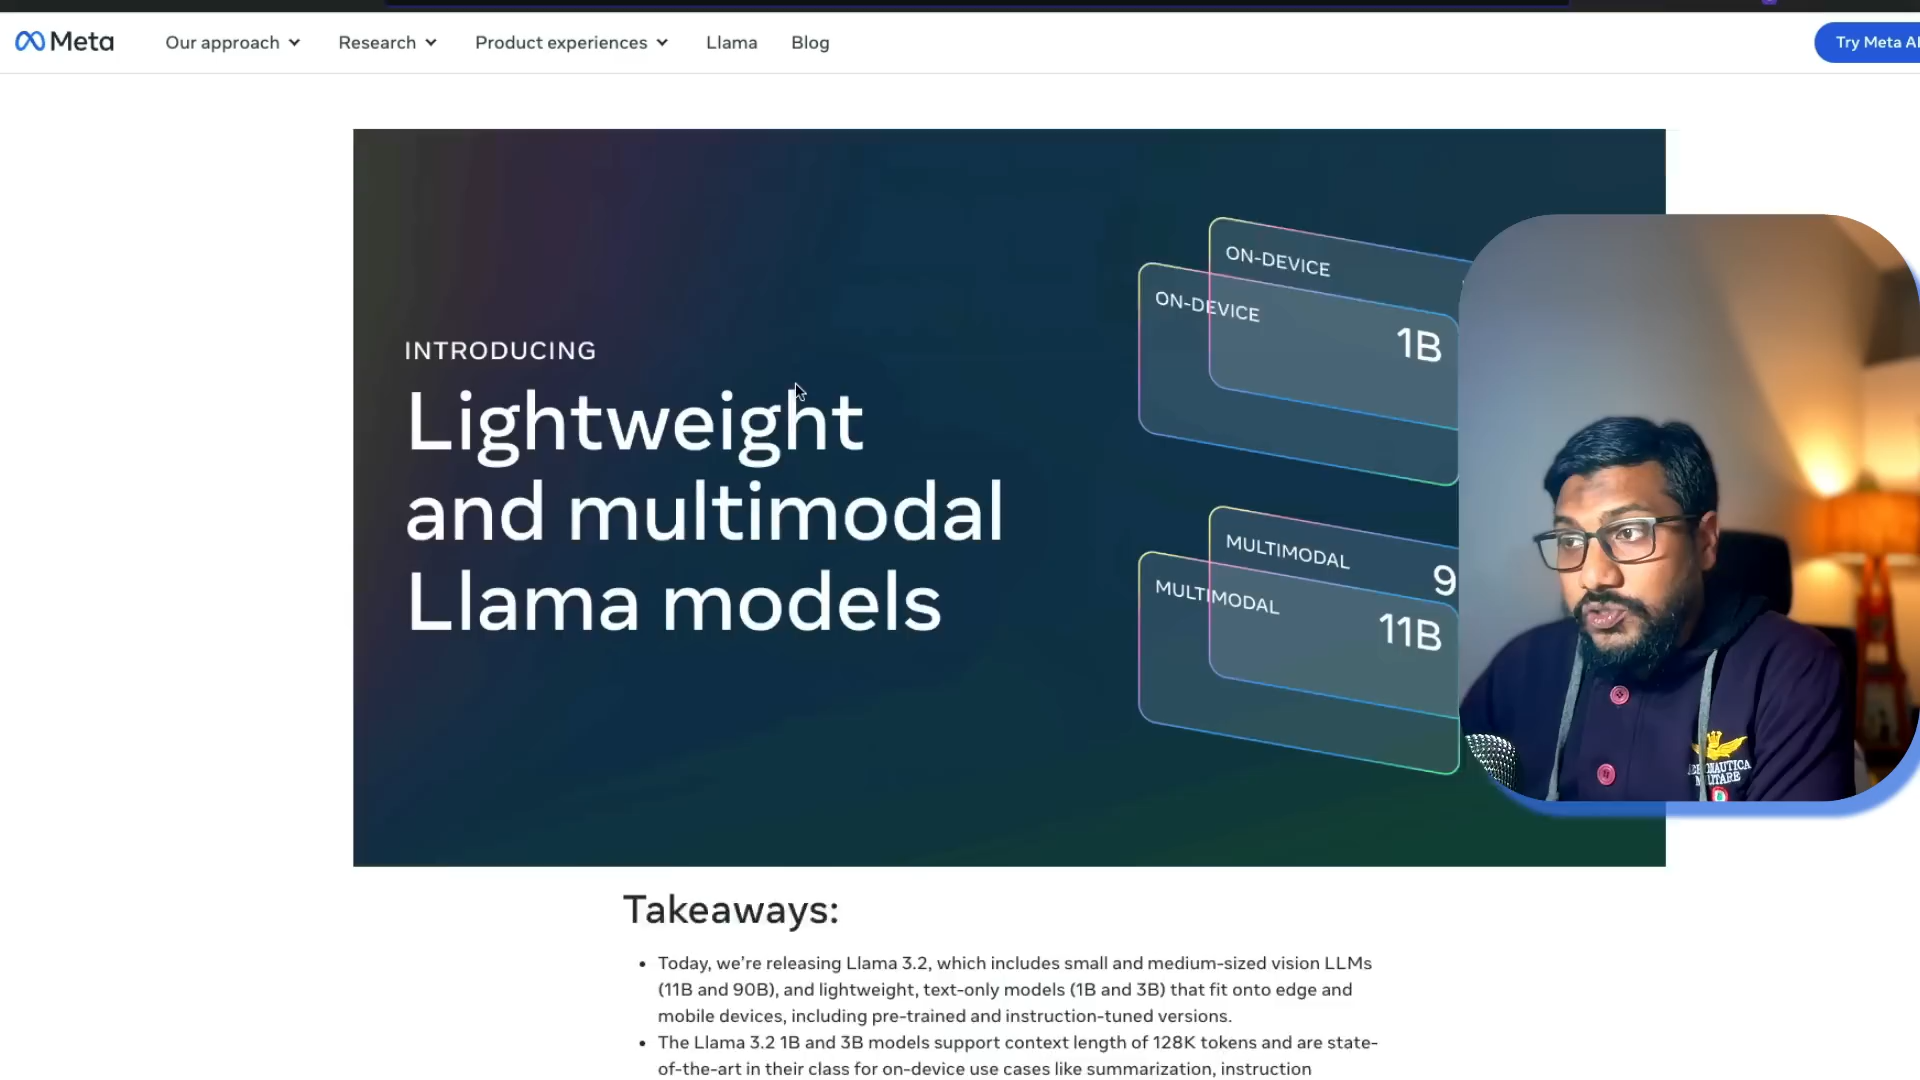 Meta
Our approach
Research
Product experiences
Llama
Blog
Try Meta AI
INTRODUCING
Lightweight
and multimodal
Llama models
ON-DEVICE
ON-DEVICE
1B
MULTIMODAL
9
MULTIMODAL
11B
MILITARE
Takeaways:
• Today, we’re releasing Llama 3.2, which includes small and medium-sized vision LLMs
(11B and 90B), and lightweight, text-only models (1B and 3B) that fit onto edge and
mobile devices, including pre-trained and instruction-tuned versions.
• The Llama 3.2 1B and 3B models support context length of 128K tokens and are state-
of-the-art in their class for on-device use cases like summarization, instruction